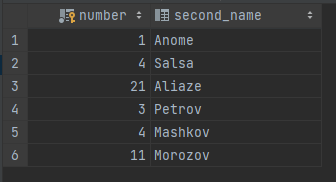 number second_name
1 1 Anome
2 4 Salsa
3 21 Aliaze
4 3 Petrov
5 4 Mashkov
6 11 Morozov